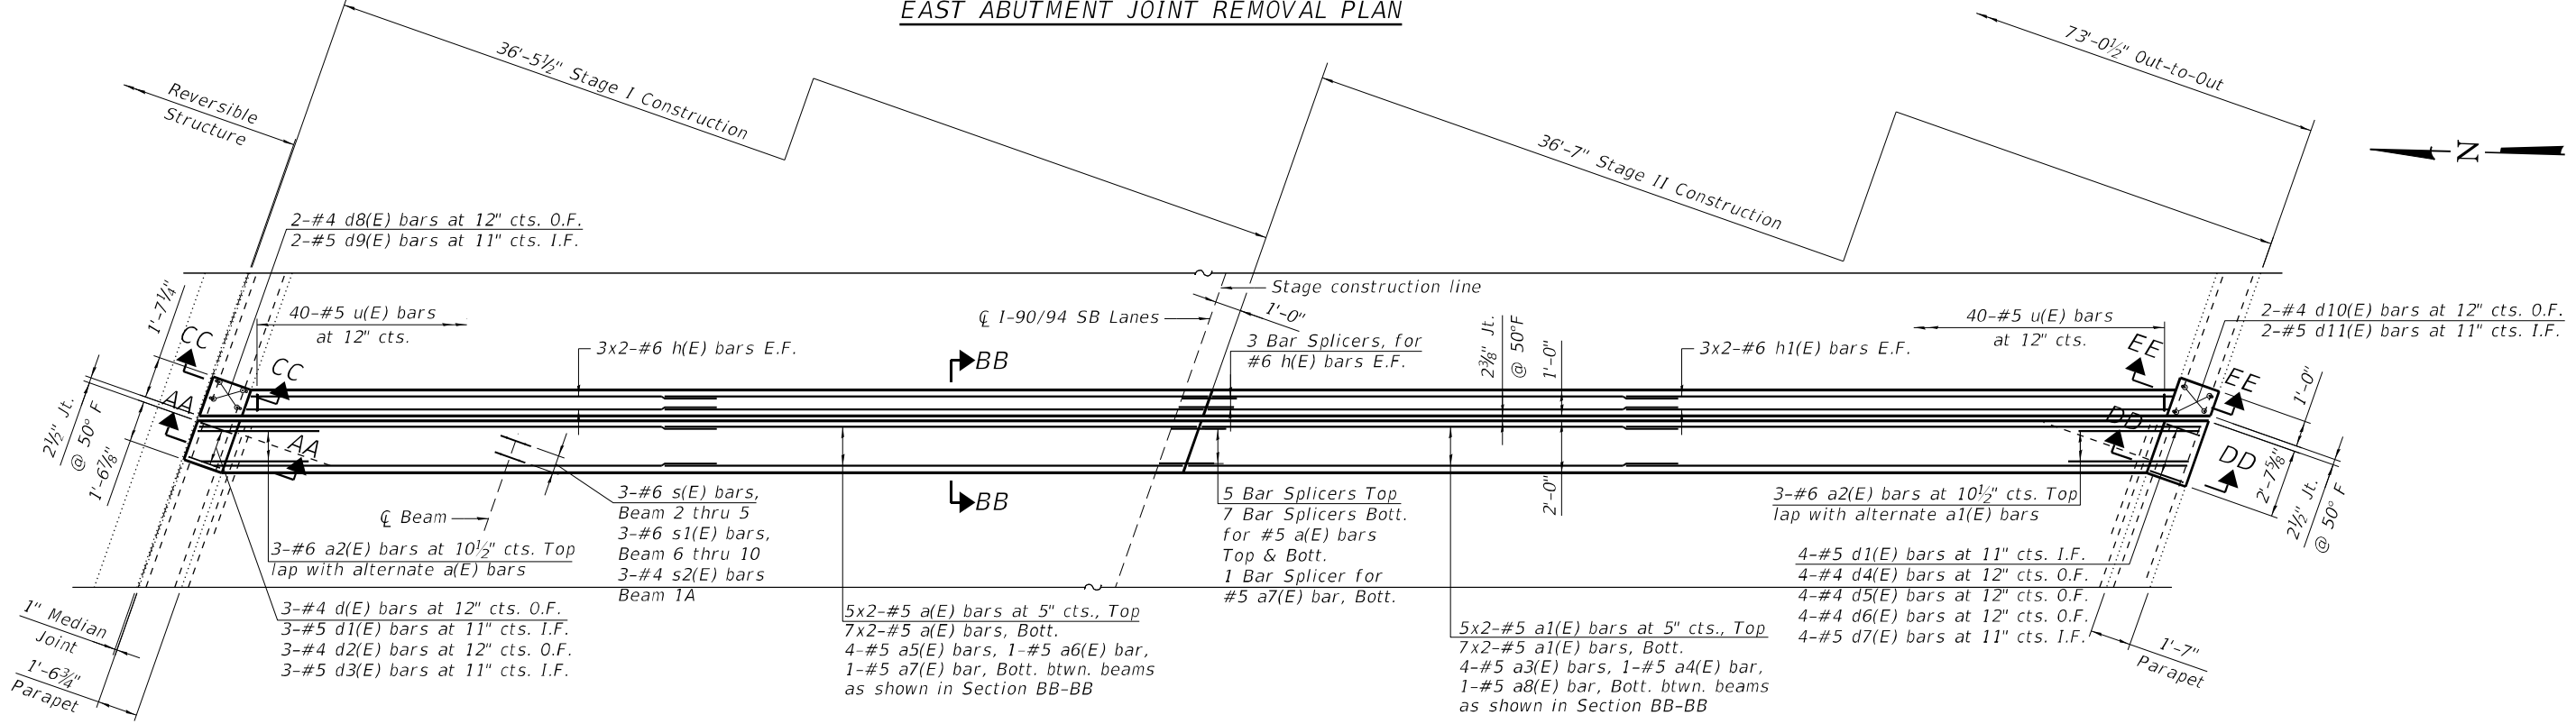 EAST ABUTMENT JOINT REMOVAL PLAN
36'-5½" Stage I Construction
73'-0½" Out-to-Out
Reversible
Structure
36'-7" Stage II Construction
N
2-#4 d8(E) bars at 12" cts. O.F.
2-#5 d9(E) bars at 11" cts. I.F.
Stage construction line
1'-7¼"
40-#5 u(E) bars
at 12" cts.
℄ I-90/94 SB Lanes
1'-0"
40-#5 u(E) bars
at 12" cts.
2-#4 d10(E) bars at 12" cts. O.F.
2-#5 d11(E) bars at 11" cts. I.F.
CC
CC
3x2-#6 h(E) bars E.F.
BB
3 Bar Splicers, for
#6 h(E) bars E.F.
2⅜" Jt.
@ 50°F
1'-0"
3x2-#6 h1(E) bars E.F.
EE
EE
1'-0"
2½" Jt.
@ 50° F
AA
AA
1'-6⅞"
DD
DD
2'-7⅝"
2½" Jt.
@ 50° F
℄ Beam
3-#6 s(E) bars,
Beam 2 thru 5
3-#6 s1(E) bars,
Beam 6 thru 10
3-#4 s2(E) bars
Beam 1A
BB
5 Bar Splicers Top
7 Bar Splicers Bott.
for #5 a(E) bars
Top & Bott.
1 Bar Splicer for
#5 a7(E) bar, Bott.
2'-0"
3-#6 a2(E) bars at 10½" cts. Top
lap with alternate a1(E) bars
3-#6 a2(E) bars at 10½" cts. Top
lap with alternate a(E) bars
4-#5 d1(E) bars at 11" cts. I.F.
4-#4 d4(E) bars at 12" cts. O.F.
4-#4 d5(E) bars at 12" cts. O.F.
4-#4 d6(E) bars at 12" cts. O.F.
4-#5 d7(E) bars at 11" cts. I.F.
1" Median
Joint
3-#4 d(E) bars at 12" cts. O.F.
3-#5 d1(E) bars at 11" cts. I.F.
3-#4 d2(E) bars at 12" cts. O.F.
3-#5 d3(E) bars at 11" cts. I.F.
5x2-#5 a(E) bars at 5" cts., Top
7x2-#5 a(E) bars, Bott.
4-#5 a5(E) bars, 1-#5 a6(E) bar,
1-#5 a7(E) bar, Bott. btwn. beams
as shown in Section BB-BB
5x2-#5 a1(E) bars at 5" cts., Top
7x2-#5 a1(E) bars, Bott.
4-#5 a3(E) bars, 1-#5 a4(E) bar,
1-#5 a8(E) bar, Bott. btwn. beams
as shown in Section BB-BB
1'-6¾"
Parapet
1'-7"
Parapet